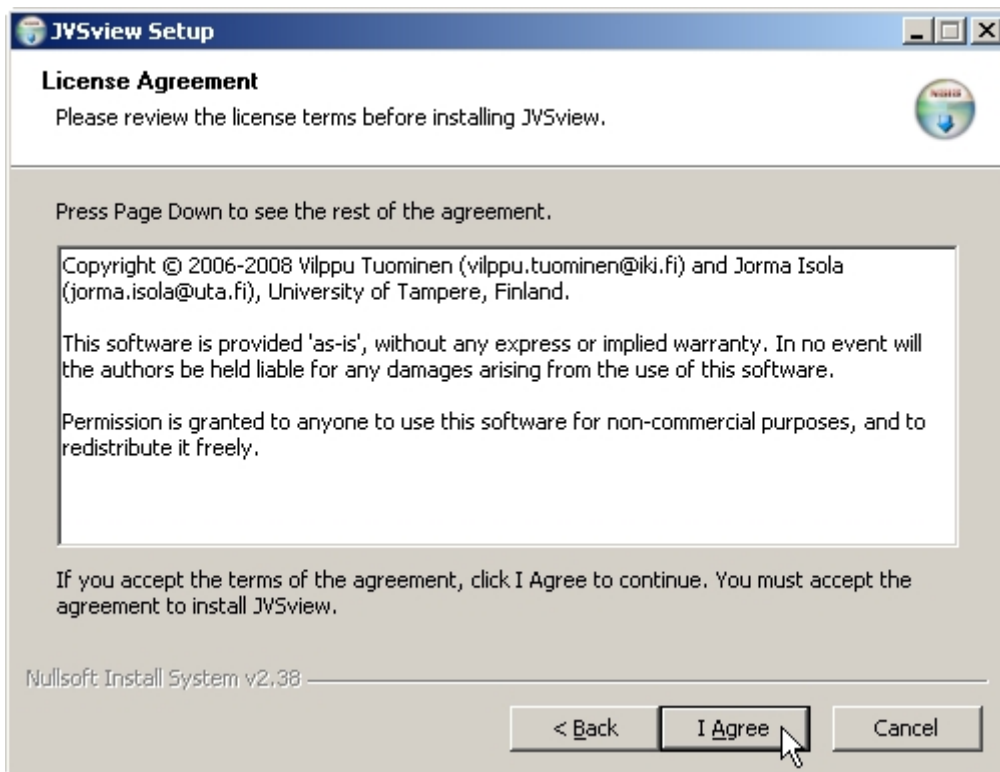 JVSview Setup
License Agreement
Please review the license terms before installing JVSview.
Press Page Down to see the rest of the agreement.
Copyright © 2006-2008 Vilppu Tuominen (vilppu.tuominen@iki.fi) and Jorma Isola
(jorma.isola@uta.fi), University of Tampere, Finland.
This software is provided 'as-is', without any express or implied warranty. In no event will
the authors be held liable for any damages arising from the use of this software.
Permission is granted to anyone to use this software for non-commercial purposes, and to
redistribute it freely.
If you accept the terms of the agreement, click I Agree to continue. You must accept the
agreement to install JVSview.
Nullsoft Install System v2.38
< Back
I Agree
Cancel